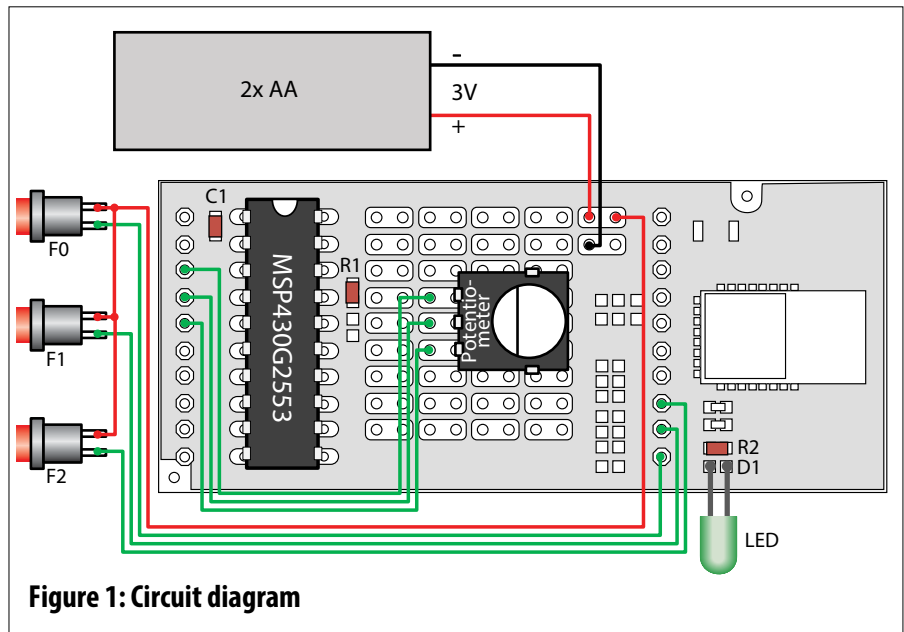 2x AA
-
3V
+
C1
F0
R1
MSP430G2553
Potentio-
meter
F1
F2
R2
D1
LED
Figure 1: Circuit diagram